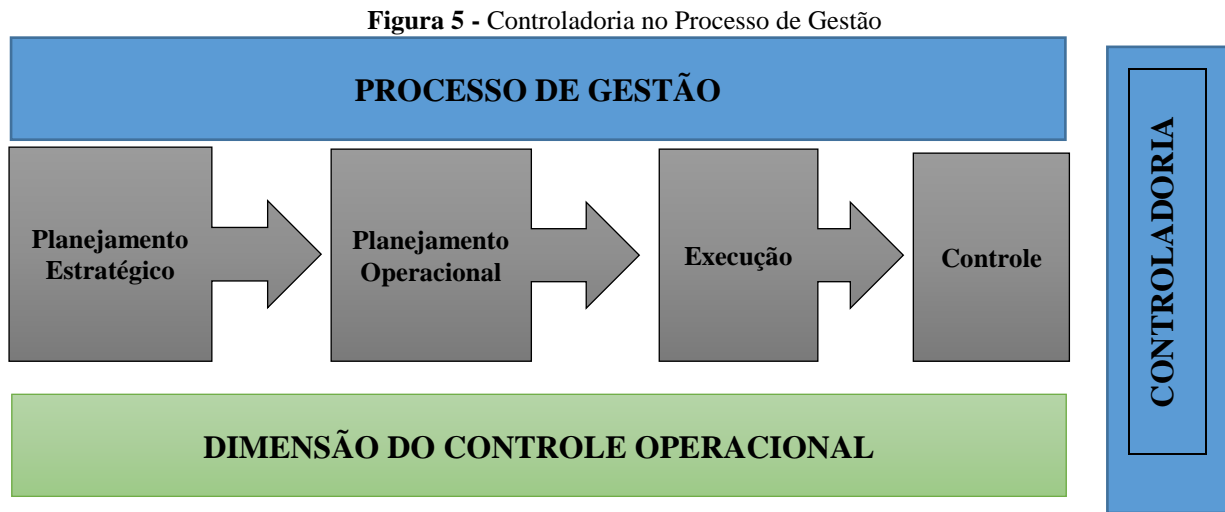 Figura 5 - Controladoria no Processo de Gestão
PROCESSO DE GESTÃO
Planejamento
Estratégico
Planejamento
Operacional
Execução
Controle
DIMENSÃO DO CONTROLE OPERACIONAL
CONTROLADORIA